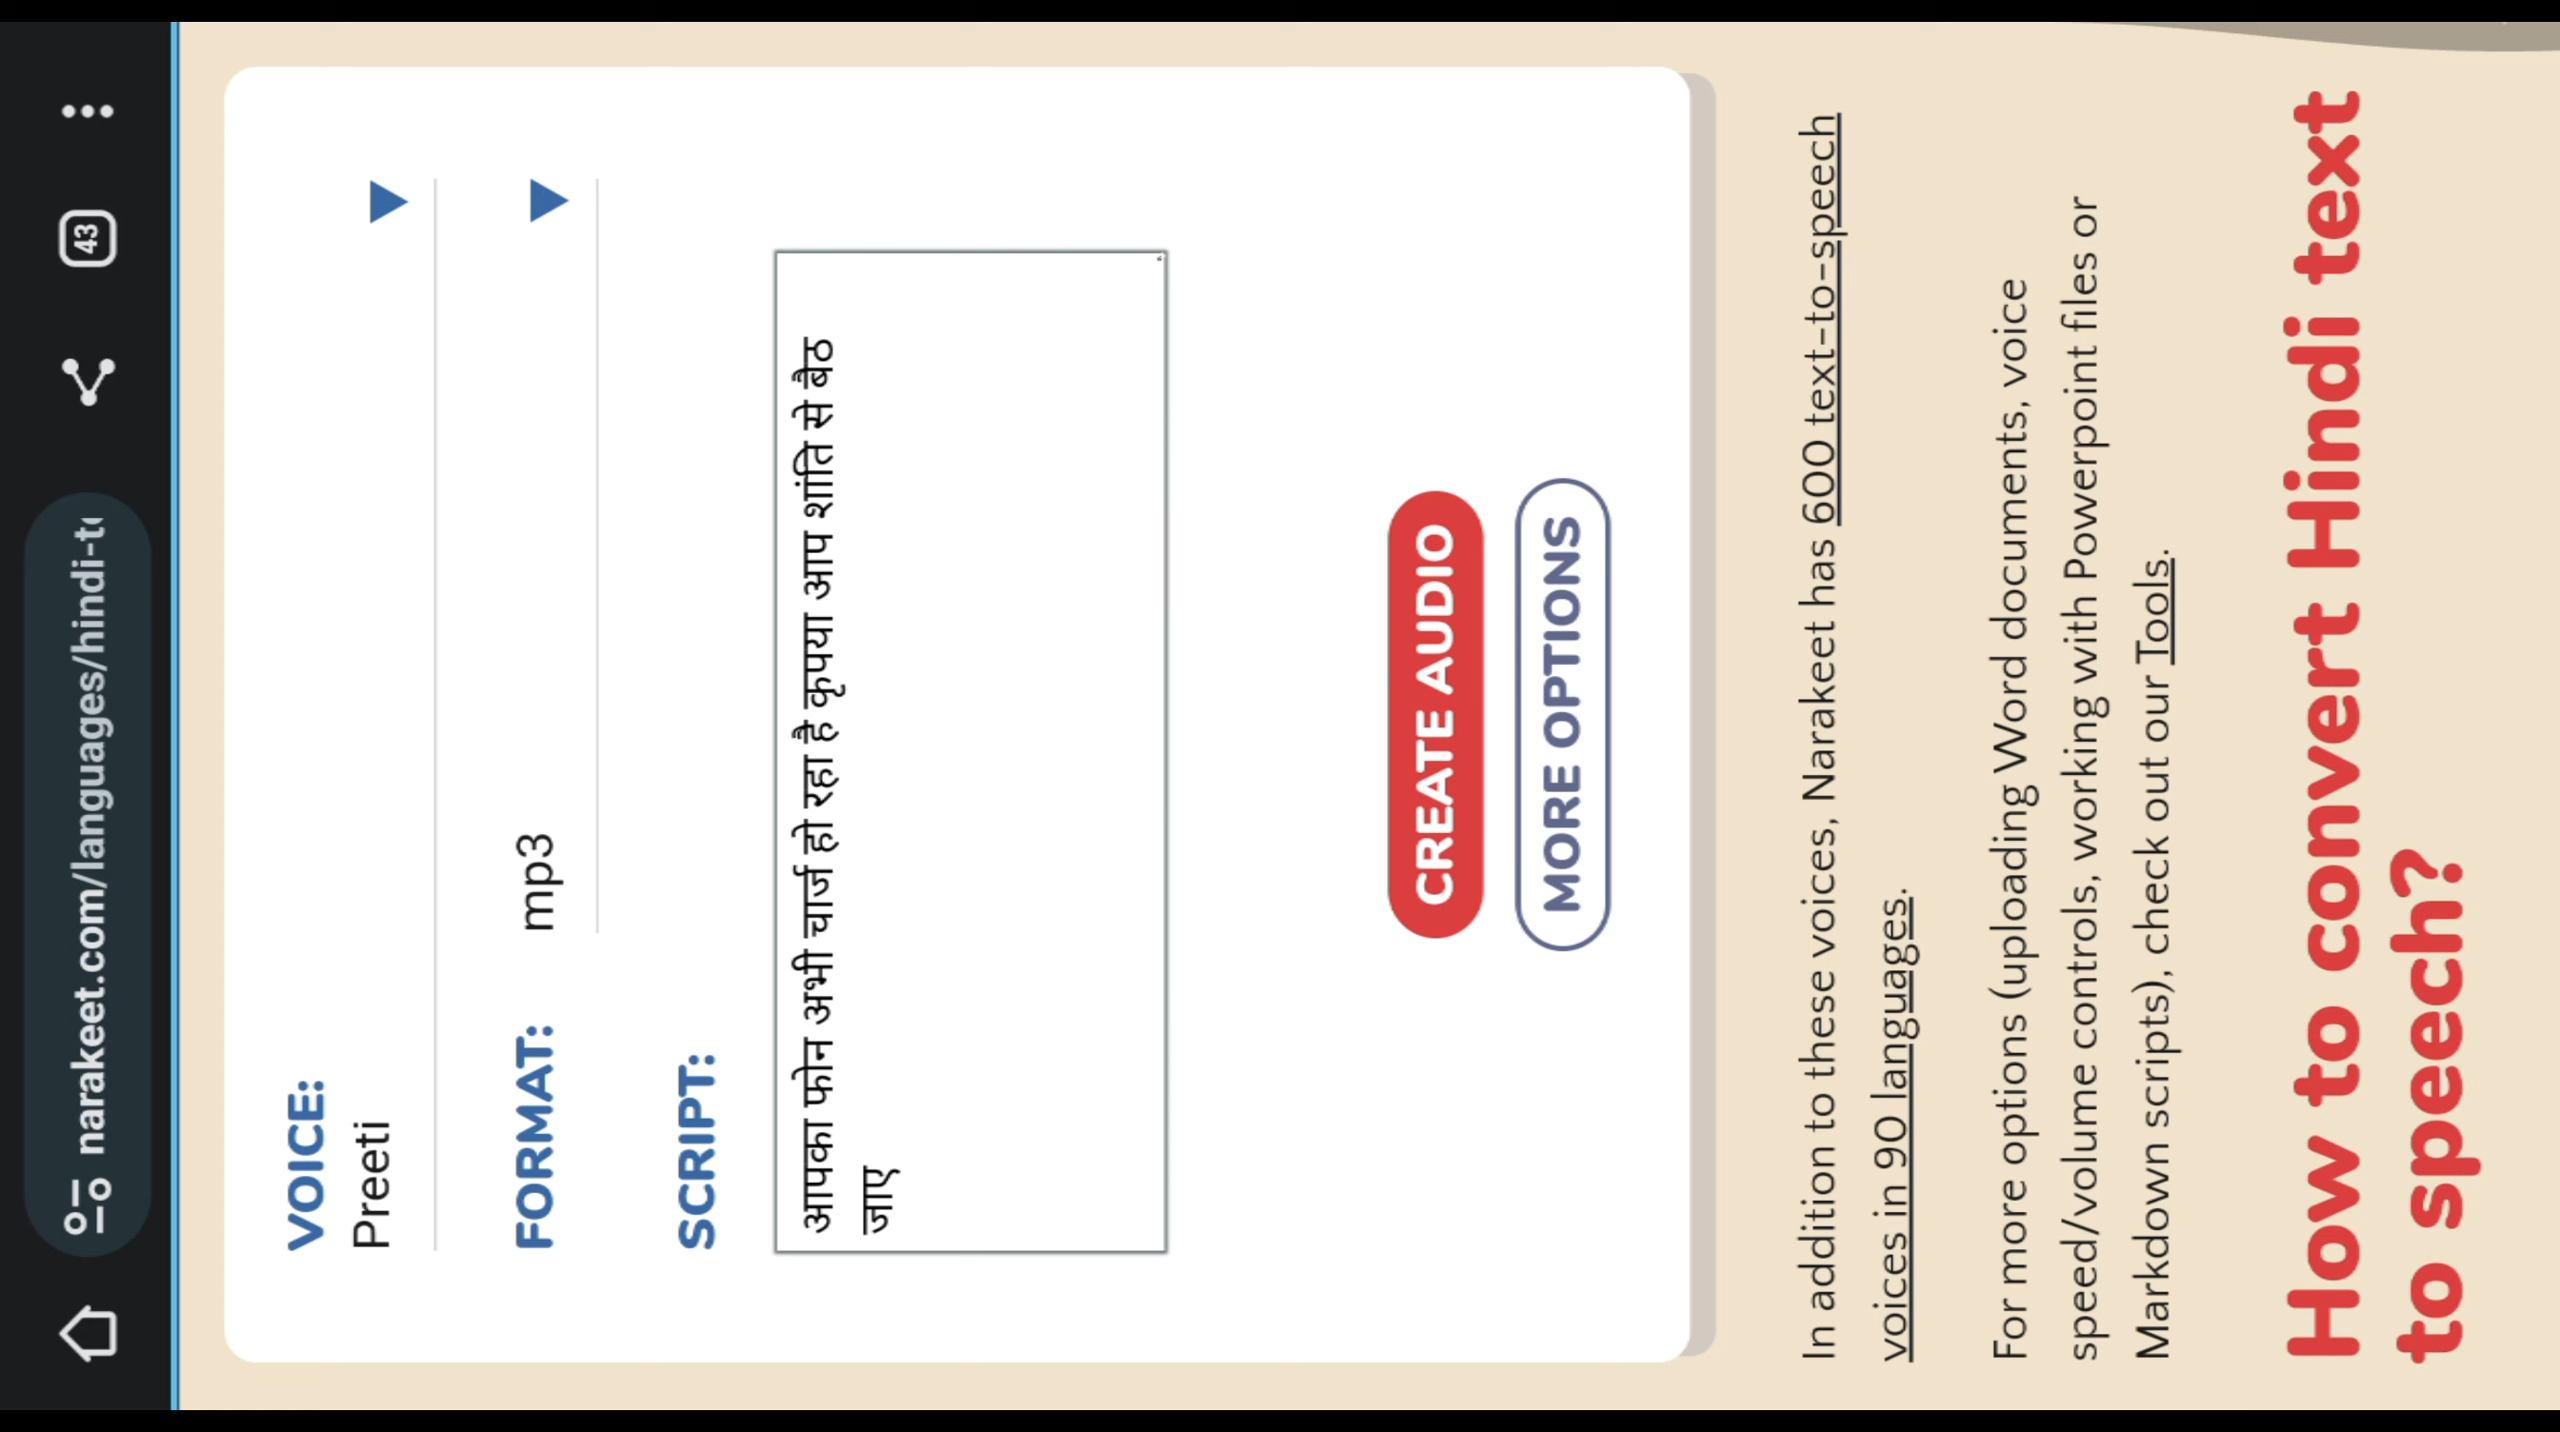 narakeet.com/languages/hindi-t
43
VOICE:
Preeti
FORMAT:
mp3
SCRIPT:
आपका फोन अभी चार्ज हो रहा है कृपया आप शांति से बैठ
जाए
CREATE AUDIO
MORE OPTIONS
In addition to these voices, Narakeet has 600 text-to-speech
voices in 90 languages.
For more options (uploading Word documents, voice
speed/volume controls, working with Powerpoint files or
Markdown scripts), check out our Tools.
How to convert Hindi text
to speech?